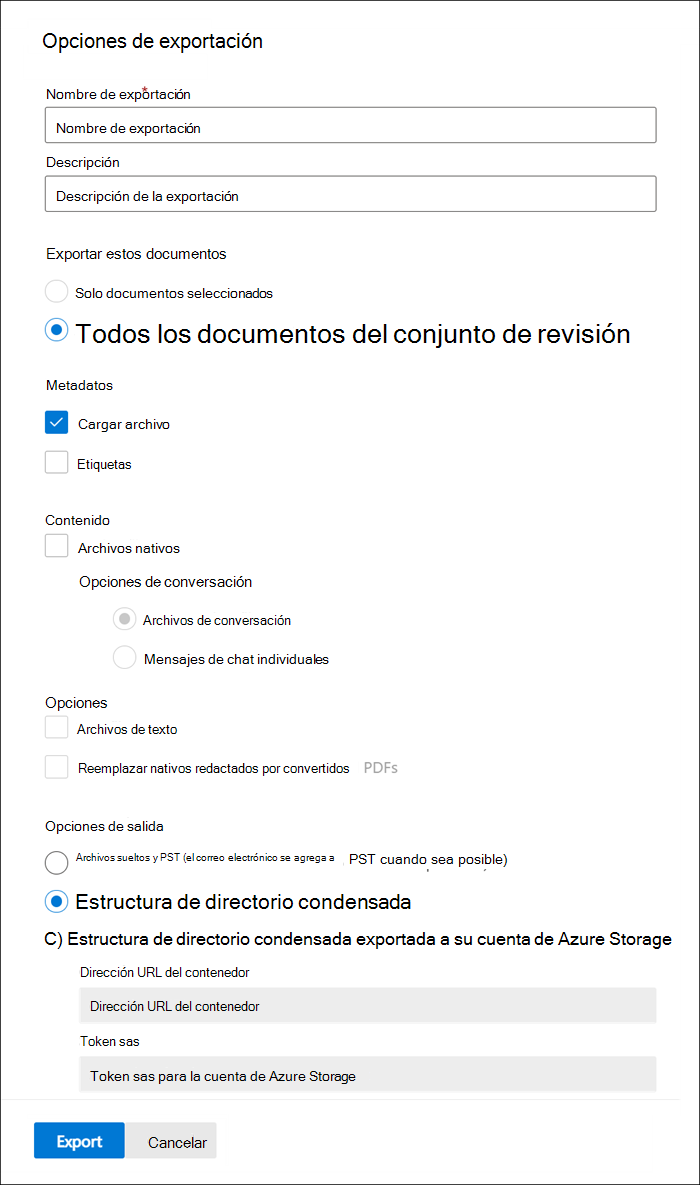 Opciones de exportación
Nombre de exportación*
Nombre de exportación
Descripción
Descripción de la exportación
Exportar estos documentos
Solo documentos seleccionados
Todos los documentos del conjunto de revisión
Metadatos
Cargar archivo
Etiquetas
Contenido
Archivos nativos
Opciones de conversación
Archivos de conversación
Mensajes de chat individuales
Opciones
Archivos de texto
Reemplazar nativos redactados por convertidos PDFs
Opciones de salida
Archivos sueltos y PST (el correo electrónico se agrega a PST cuando sea posible)
Estructura de directorio condensada
C) Estructura de directorio condensada exportada a su cuenta de Azure Storage
Dirección URL del contenedor
Dirección URL del contenedor
Token sas
Token sas para la cuenta de Azure Storage
Export Cancelar